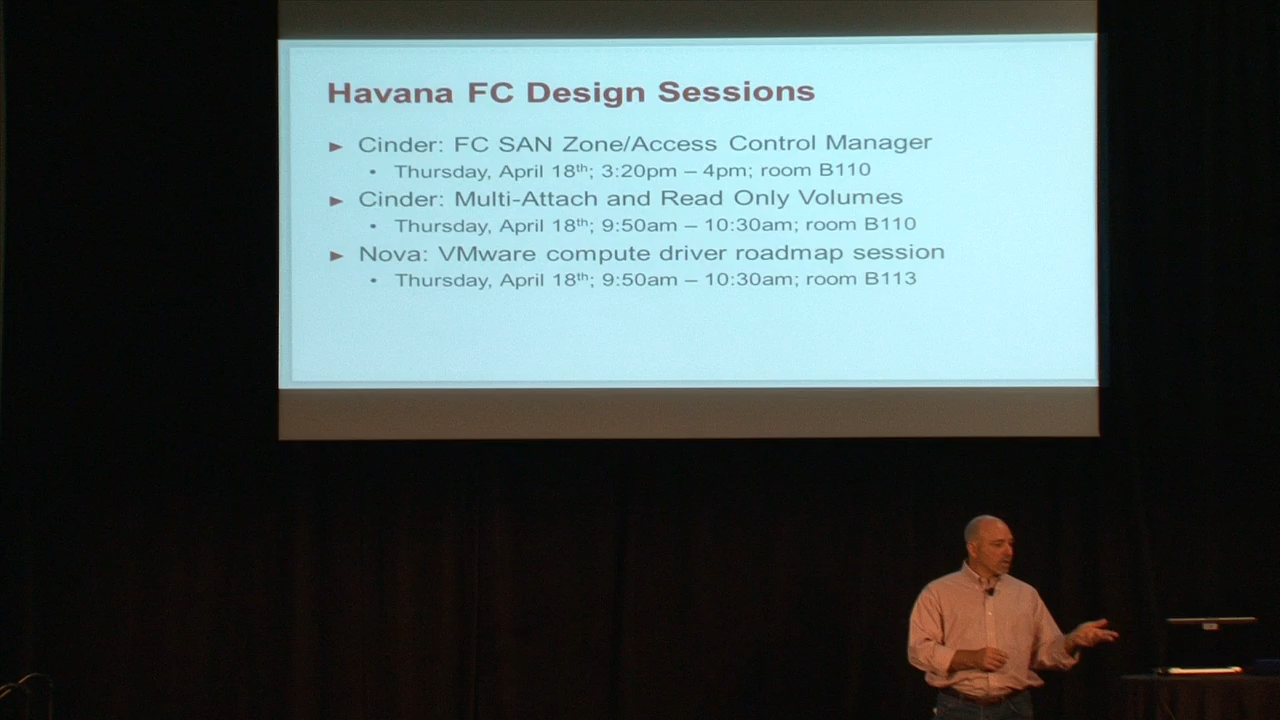 Havana FC Design Sessions
► Cinder: FC SAN Zone/Access Control Manager
• Thursday, April 18th; 3:20pm – 4pm; room B110
► Cinder: Multi-Attach and Read Only Volumes
• Thursday, April 18th; 9:50am – 10:30am; room B110
► Nova: VMware compute driver roadmap session
• Thursday, April 18th; 9:50am – 10:30am; room B113